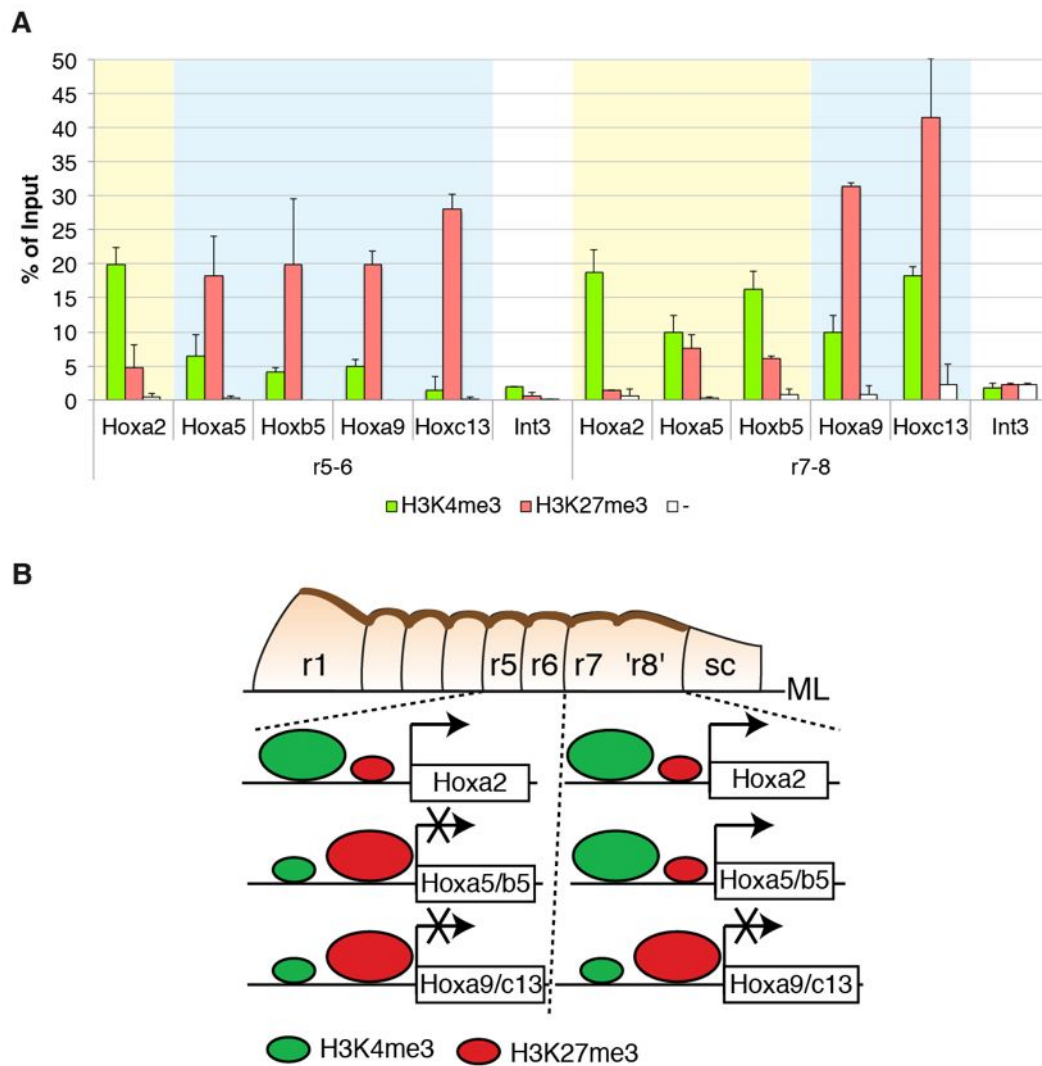 A
% of Input
50
45
40
35
30
25
20
15
10
5
0
Hoxa2 Hoxa5 Hoxb5 Hoxa9 Hoxc13 Int3 Hoxa2 Hoxa5 Hoxb5 Hoxa9 Hoxc13 Int3
r5-6 r7-8
H3K4me3 H3K27me3 -
B
r1 r5 r6 r7 'r8' sc
ML
Hoxa2 Hoxa2
Hoxa5/b5 Hoxa5/b5
Hoxa9/c13 Hoxa9/c13
H3K4me3 H3K27me3